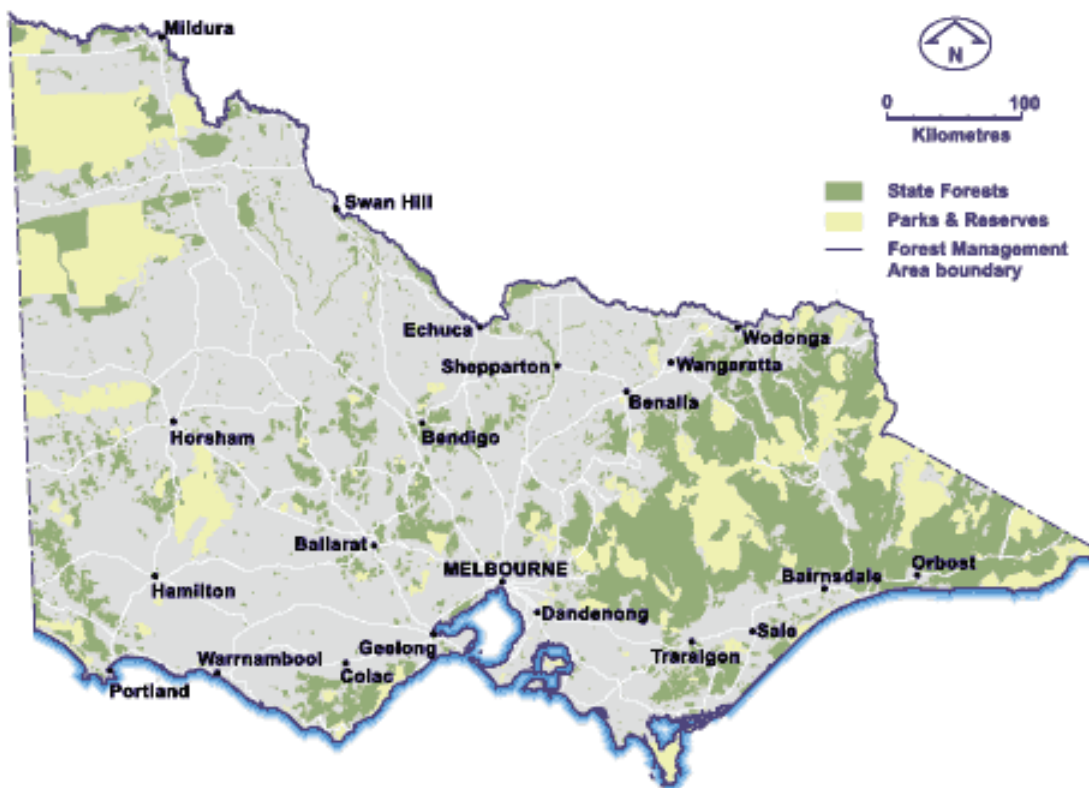 Mildura
N
0 100
Kilometres
State Forests
Parks & Reserves
Forest Management
Area boundary
Swan Hill
Echuca
Wodonga
Shepparton
Wangaratta
Benalla
Horsham
Bendigo
Ballarat
MELBOURNE
Orbost
Bairnsdale
Hamilton
Dandenong
Sale
Geelong
Traralgon
Warrnambool
Colac
Portland